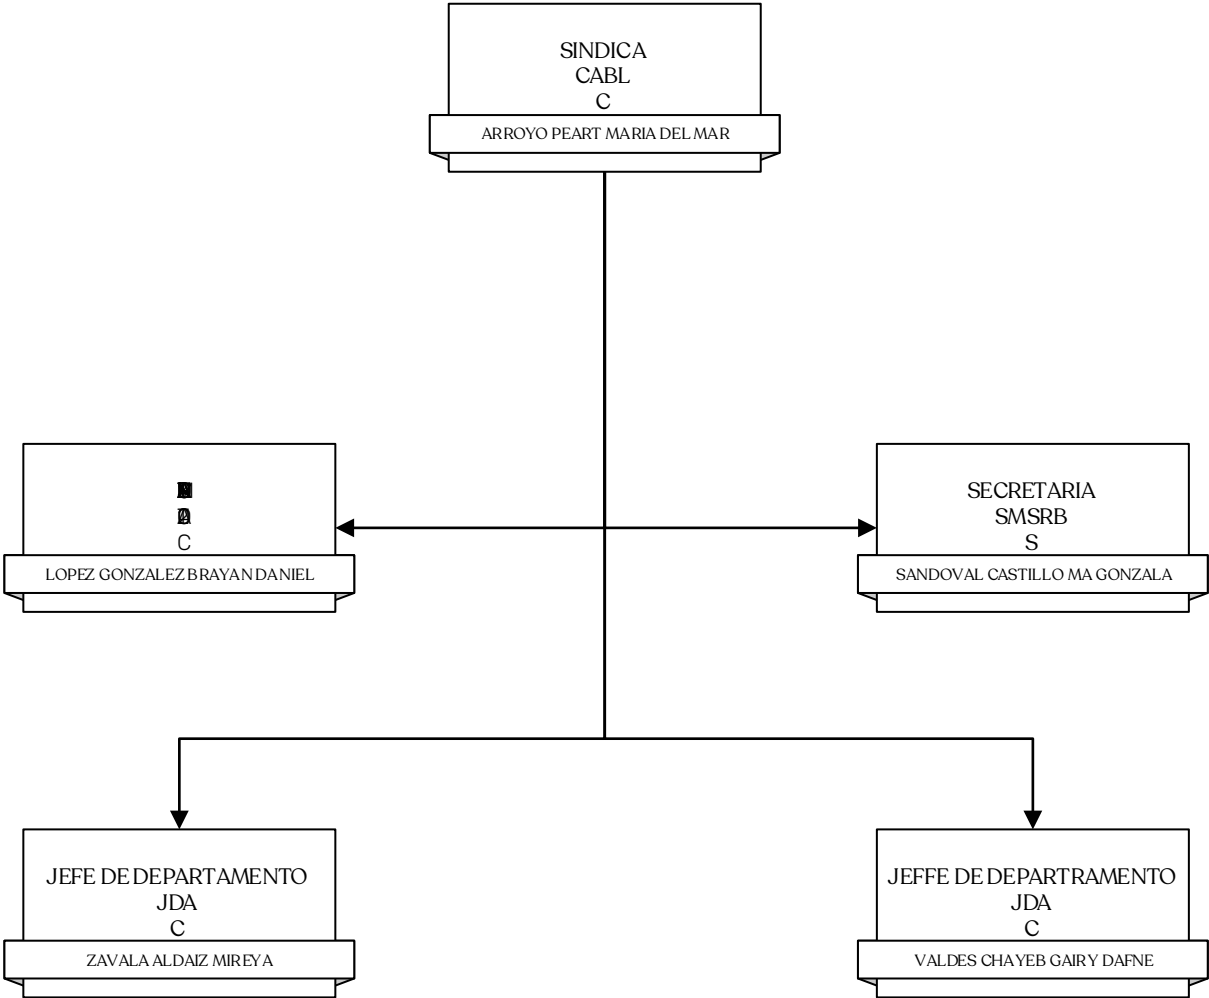 SINDICA
CABL
C
ARROYO PEART MARIA DEL MAR
C
LOPEZ GONZALEZ BRAYAN DANIEL
SECRETARIA
SMSRB
S
SANDOVAL CASTILLO MA GONZALA
JEFE DE DEPARTAMENTO
JDA
C
ZAVALA ALDAIZ MIREYA
JEFFE DE DEPARTRAMENTO
JDA
C
VALDES CHAYEB GAIRY DAFNE